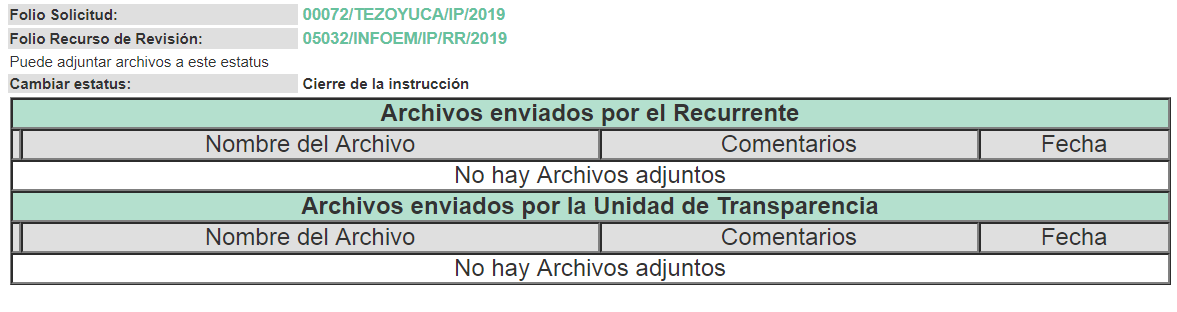 Folio Solicitud: 00072/TEZOYUCA/IP/2019
Folio Recurso de Revisión: 05032/INFOEM/IP/RR/2019
Puede adjuntar archivos a este estatus
Cambiar estatus: Cierre de la instrucción
Archivos enviados por el Recurrente
Nombre del Archivo Comentarios Fecha
No hay Archivos adjuntos
Archivos enviados por la Unidad de Transparencia
Nombre del Archivo Comentarios Fecha
No hay Archivos adjuntos